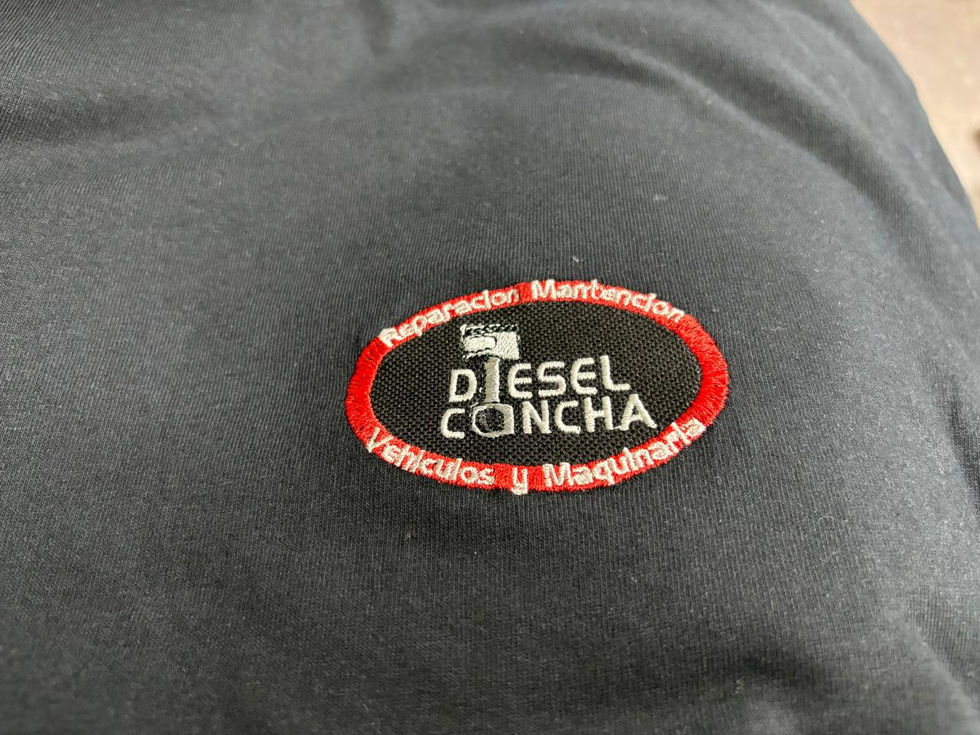 Reparacion Mantencion
DIESEL
CONCHA
Vehiculos y Maquinaria